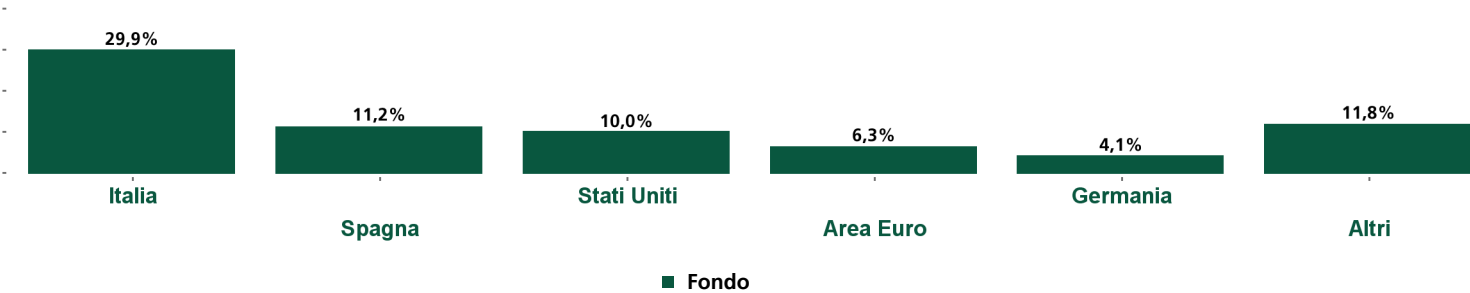 29,9%
11,2%
10,0%
6,3%
4,1%
11,8%
Italia
Spagna
Stati Uniti
Area Euro
Germania
Altri
Fondo